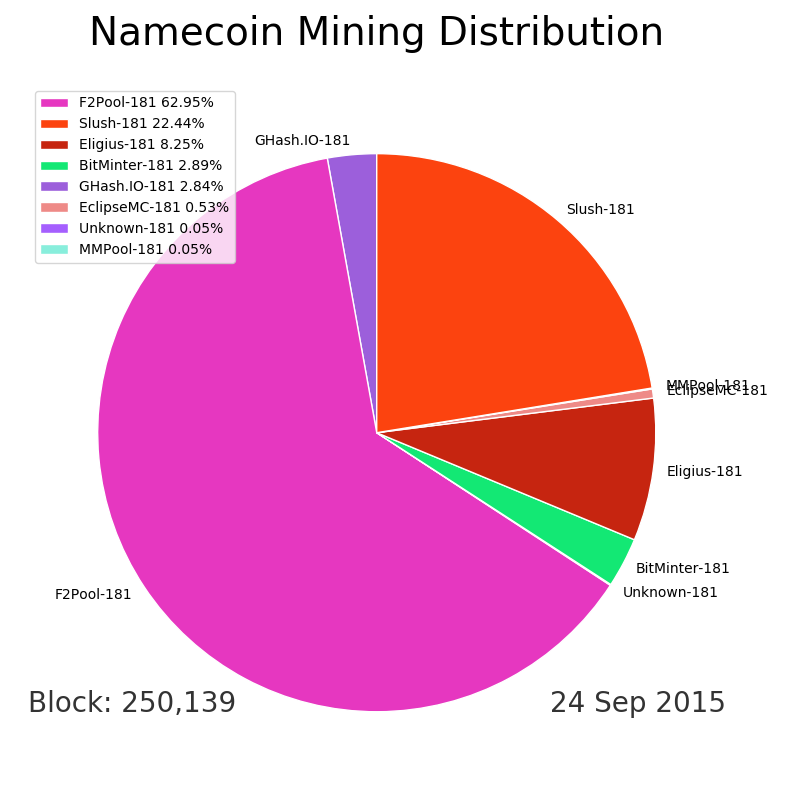 Namecoin Mining Distribution
F2Pool-181 62.95%
Slush-181 22.44%
Eligius-181 8.25%
BitMinter-181 2.89%
GHash.IO-181 2.84%
EclipseMC-181 0.53%
Unknown-181 0.05%
MMPool-181 0.05%
GHash.IO-181
Slush-181
MMPool-181
EclipseMC-181
Eligius-181
BitMinter-181
Unknown-181
F2Pool-181
Block: 250,139
24 Sep 2015